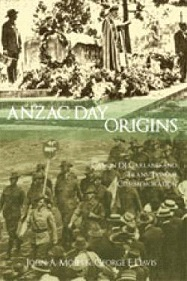 ANZAC DAY
ORIGINS
CANON DJ GARLAND AND
TRANS-TASMAN
COMMEMORATION
JOHN A. MOSES & GEORGE F. DAVIS